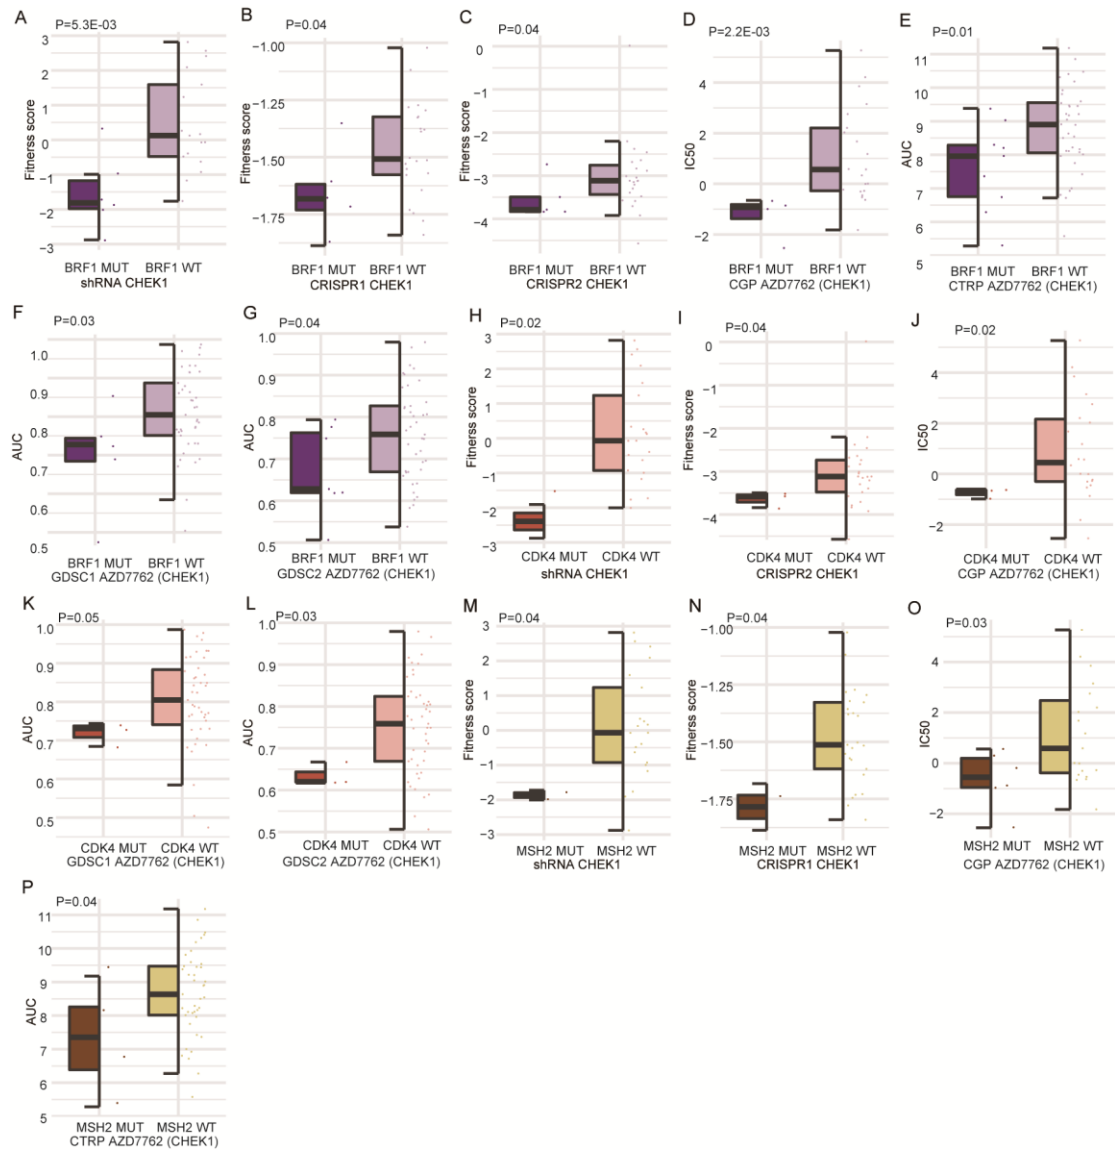 A
P=5.3E-03
Fitnerss score
3
2
1
0
−1
−2
−3
BRF1 MUT BRF1 WT
shRNA CHEK1
B
P=0.04
Fitnerss score
−1.00
−1.25
−1.50
−1.75
BRF1 MUT BRF1 WT
CRISPR1 CHEK1
C
P=0.04
Fitnerss score
0
−1
−2
−3
−4
BRF1 MUT BRF1 WT
CRISPR2 CHEK1
D
P=2.2E-03
IC50
4
2
0
−2
BRF1 MUT BRF1 WT
CGP AZD7762 (CHEK1)
E
P=0.01
AUC
11
10
9
8
7
6
5
BRF1 MUT BRF1 WT
CTRP AZD7762 (CHEK1)
F
P=0.03
AUC
1.0
0.9
0.8
0.7
0.6
0.5
BRF1 MUT BRF1 WT
GDSC1 AZD7762 (CHEK1)
G
P=0.04
AUC
1.0
0.9
0.8
0.7
0.6
0.5
BRF1 MUT BRF1 WT
GDSC2 AZD7762 (CHEK1)
H
P=0.02
Fitnerss score
3
2
1
0
−1
−2
−3
CDK4 MUT CDK4 WT
shRNA CHEK1
I
P=0.04
Fitnerss score
0
−1
−2
−3
−4
CDK4 MUT CDK4 WT
CRISPR2 CHEK1
J
P=0.02
IC50
4
2
0
−2
CDK4 MUT CDK4 WT
CGP AZD7762 (CHEK1)
K
P=0.05
AUC
1.0
0.9
0.8
0.7
0.6
0.5
CDK4 MUT CDK4 WT
GDSC1 AZD7762 (CHEK1)
L
P=0.03
AUC
1.0
0.9
0.8
0.7
0.6
0.5
CDK4 MUT CDK4 WT
GDSC2 AZD7762 (CHEK1)
M
P=0.04
Fitnerss score
3
2
1
0
−1
−2
−3
MSH2 MUT MSH2 WT
shRNA CHEK1
N
P=0.04
Fitnerss score
−1.00
−1.25
−1.50
−1.75
MSH2 MUT MSH2 WT
CRISPR1 CHEK1
O
P=0.03
IC50
4
2
0
−2
MSH2 MUT MSH2 WT
CGP AZD7762 (CHEK1)
P
P=0.04
AUC
11
10
9
8
7
6
5
MSH2 MUT MSH2 WT
CTRP AZD7762 (CHEK1)